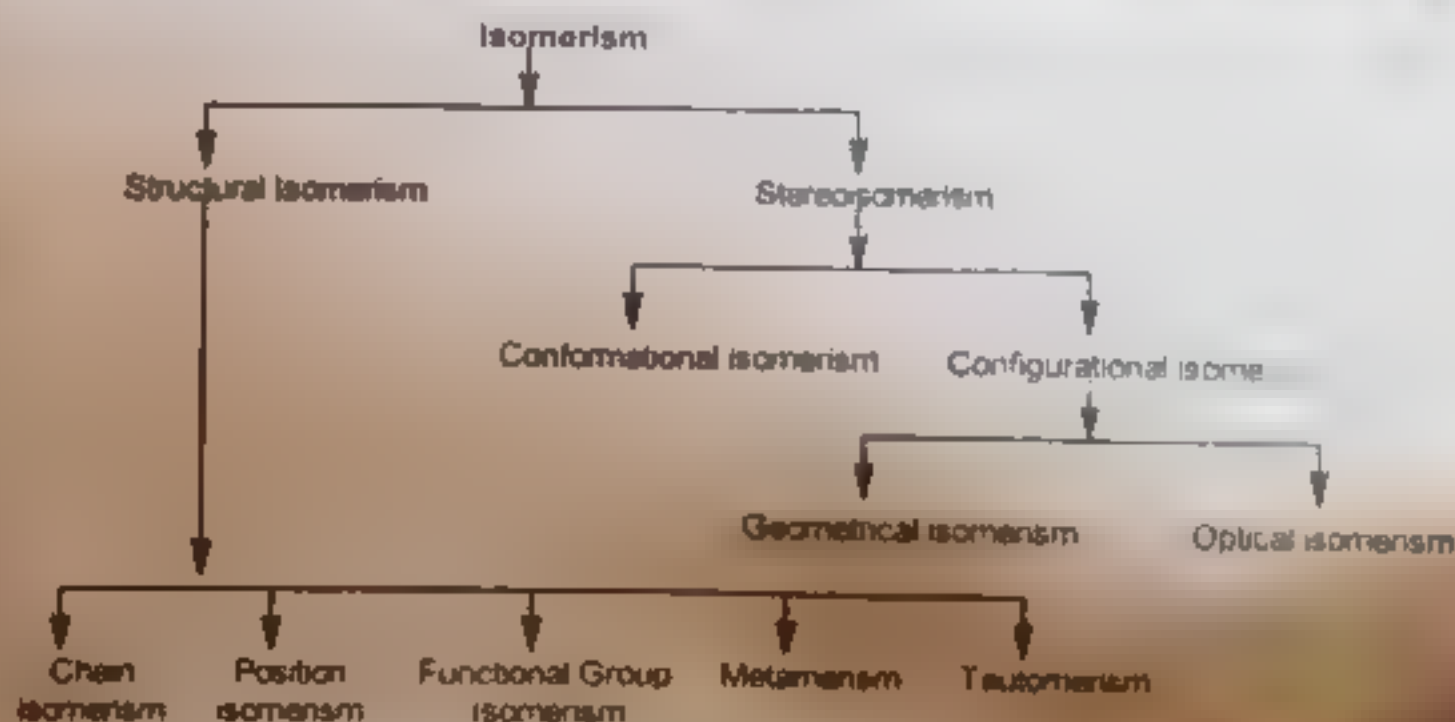 Isomerism
Structural isomerism
Stereoisomerism
Conformational isomerism
Configurational isome
Geometrical isomerism
Optical isomerism
Chain
isomerism
Position
isomerism
Functional Group
isomerism
Metamerism
Tautomerism